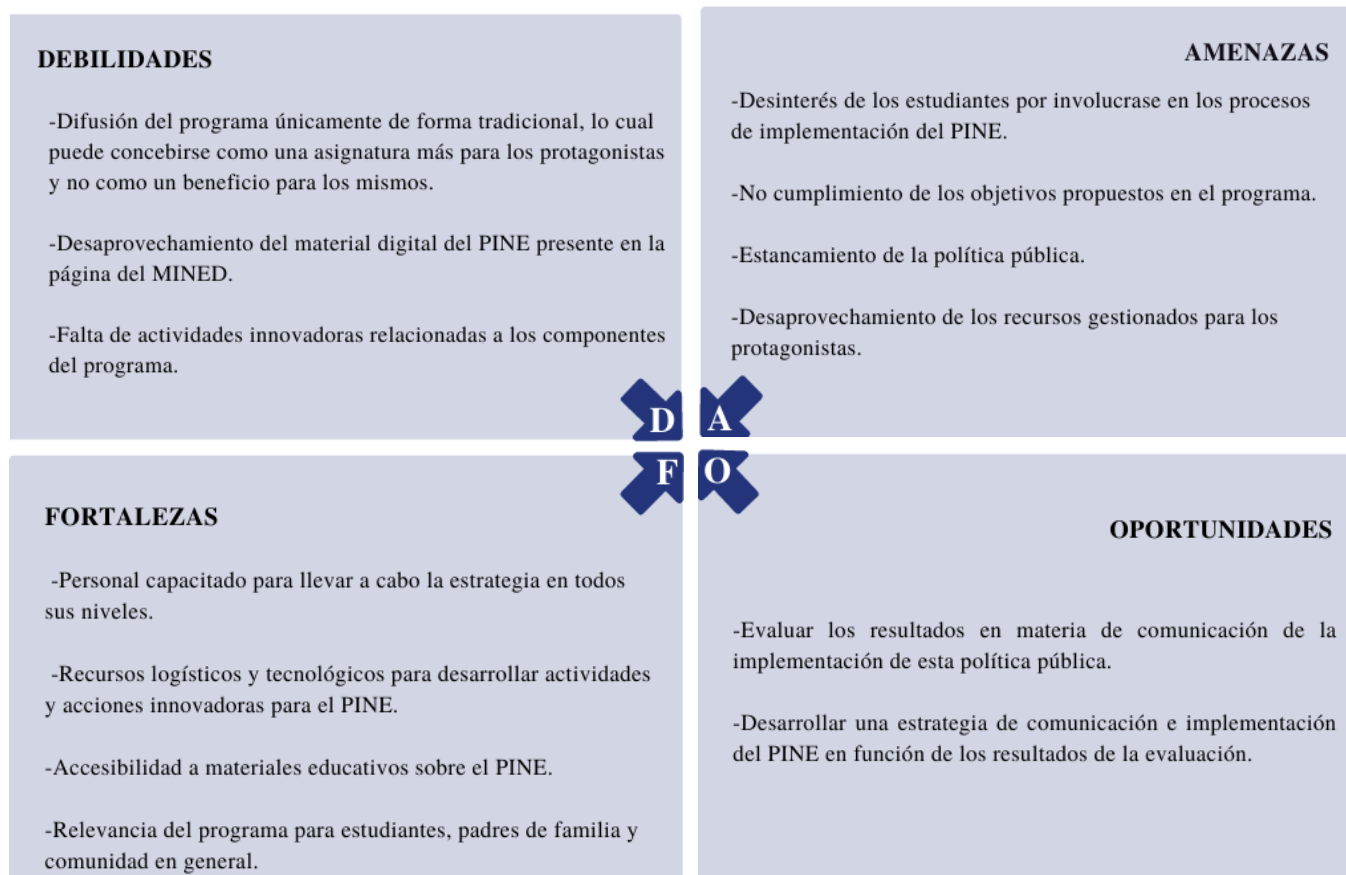 DEBILIDADES
-Difusión del programa únicamente de forma tradicional, lo cual
puede concebirse como una asignatura más para los protagonistas
y no como un beneficio para los mismos.
-Desaprovechamiento del material digital del PINE presente en la
página del MINED.
-Falta de actividades innovadoras relacionadas a los componentes
del programa.
AMENAZAS
-Desinterés de los estudiantes por involucrase en los procesos
de implementación del PINE.
-No cumplimiento de los objetivos propuestos en el programa.
-Estancamiento de la política pública.
-Desaprovechamiento de los recursos gestionados para los
protagonistas.
D A
F O
FORTALEZAS
-Personal capacitado para llevar a cabo la estrategia en todos
sus niveles.
-Recursos logísticos y tecnológicos para desarrollar actividades
y acciones innovadoras para el PINE.
-Accesibilidad a materiales educativos sobre el PINE.
-Relevancia del programa para estudiantes, padres de familia y
comunidad en general.
OPORTUNIDADES
-Evaluar los resultados en materia de comunicación de la
implementación de esta política pública.
-Desarrollar una estrategia de comunicación e implementación
del PINE en función de los resultados de la evaluación.